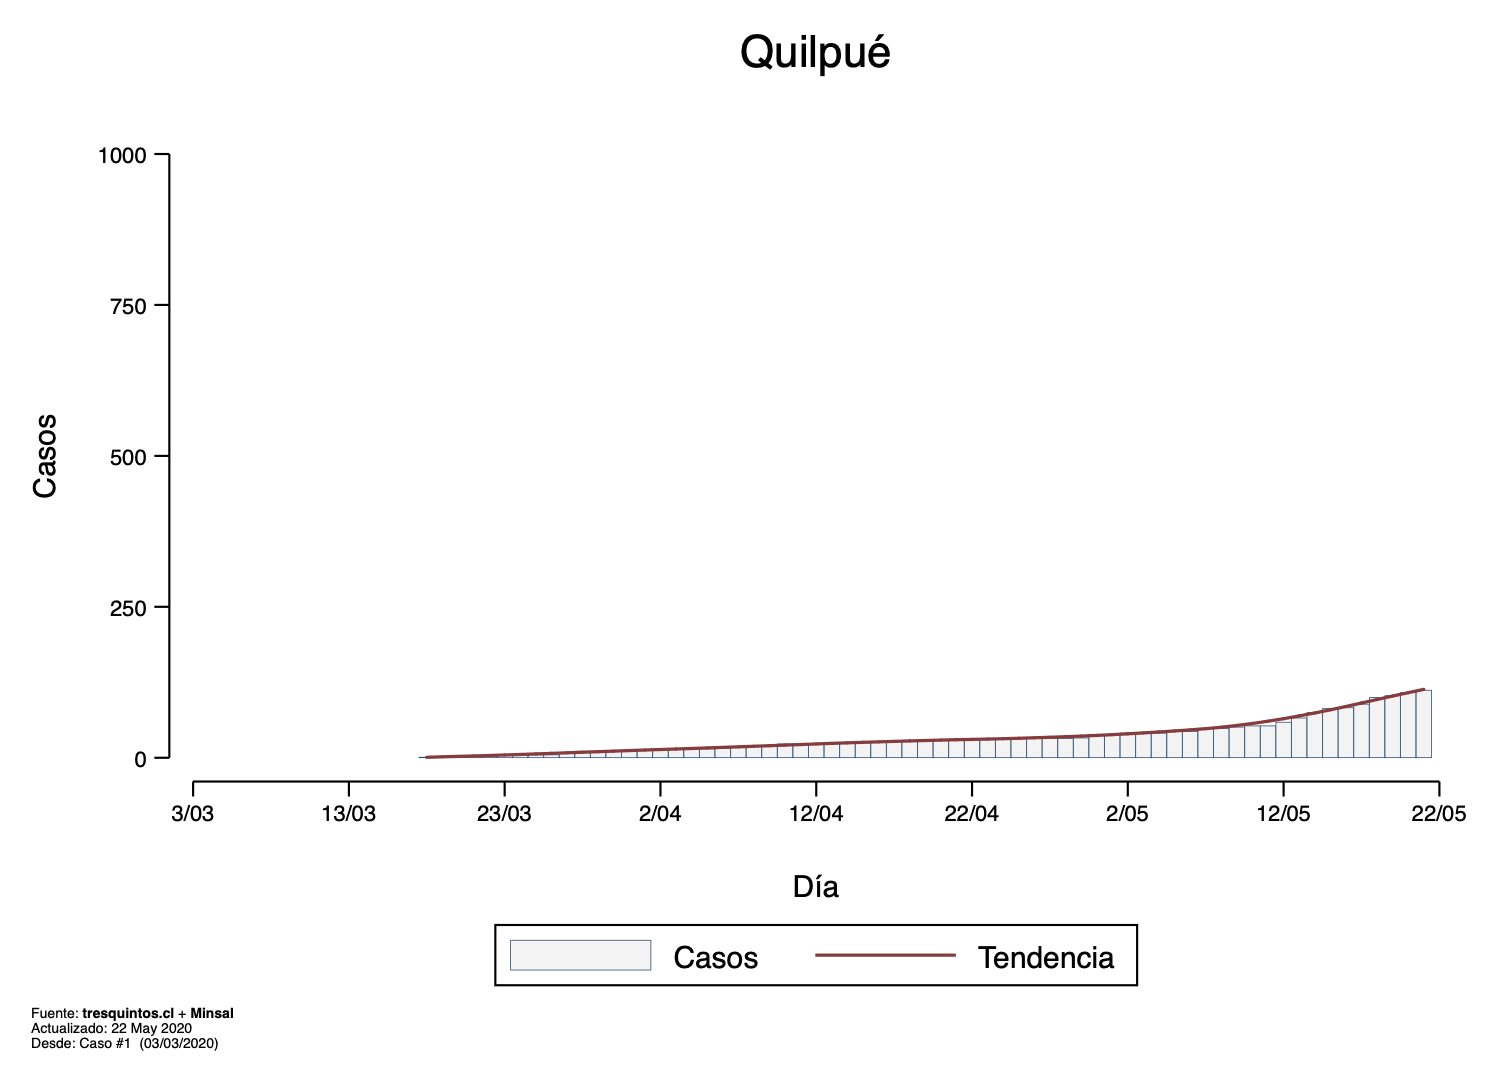 Quilpué
Casos
1000
750
500
250
0
3/03 13/03 23/03 2/04 12/04 22/04 2/05 12/05 22/05
Día
Casos Tendencia
Fuente: tresquintos.cl + Minsal
Actualizado: 22 May 2020
Desde: Caso #1 (03/03/2020)